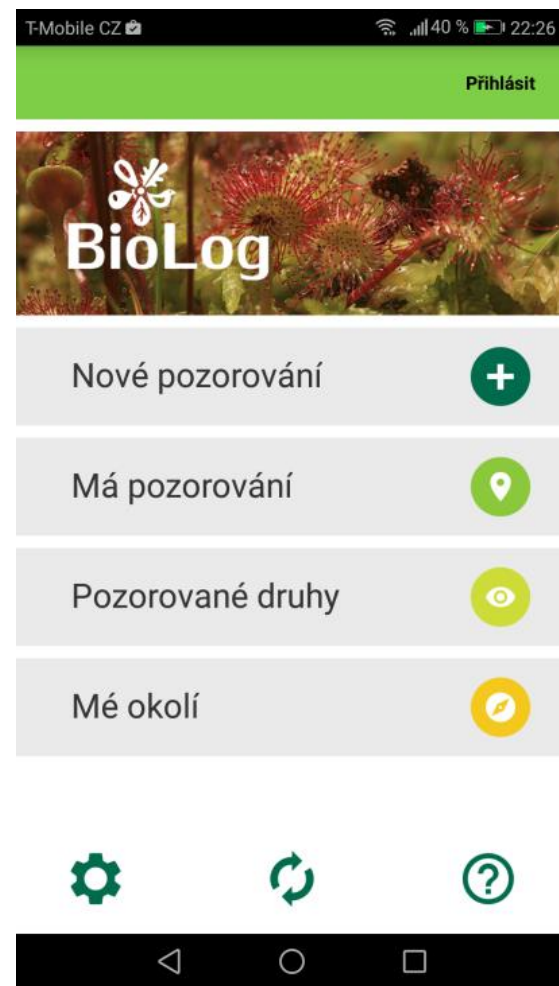 T-Mobile CZ 40 % 22:26
Přihlásit
BioLog
Nové pozorování
Má pozorování
Pozorované druhy
Mé okolí